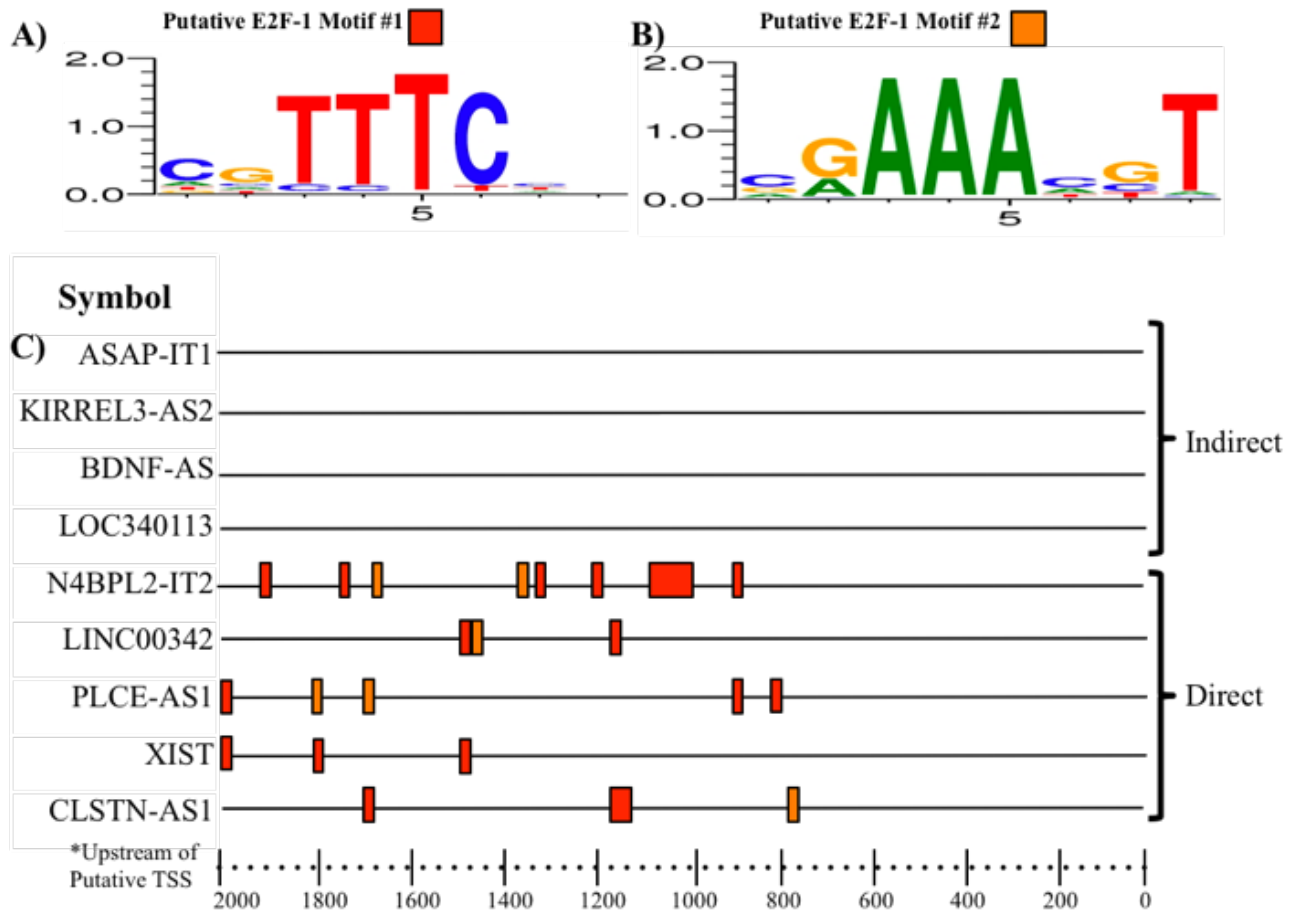 A)
Putative E2F-1 Motif #1
2.0
1.0
0.0
C G T T T C
5
B)
Putative E2F-1 Motif #2
2.0
1.0
0.0
C G A A A C G T
A C
5
Symbol
C)
ASAP-IT1
KIRREL3-AS2
BDNF-AS
LOC340113
Indirect
N4BPL2-IT2
LINC00342
PLCE-AS1
XIST
CLSTN-AS1
Direct
*Upstream of
Putative TSS
2000 1800 1600 1400 1200 1000 800 600 400 200 0